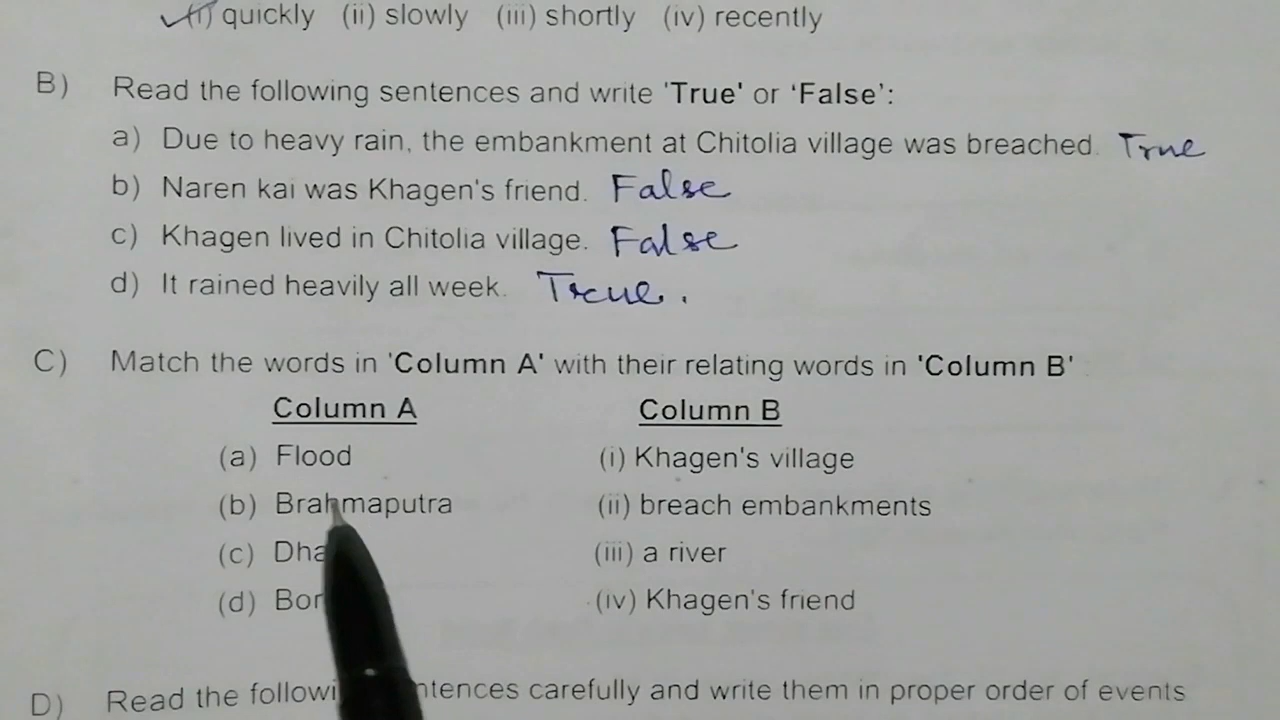 (i) quickly (ii) slowly (iii) shortly (iv) recently
B) Read the following sentences and write 'True' or 'False':
a) Due to heavy rain, the embankment at Chitolia village was breached. True
b) Naren kai was Khagen's friend. False
c) Khagen lived in Chitolia village. False
d) It rained heavily all week. True.
C) Match the words in 'Column A' with their relating words in 'Column B'
Column A Column B
(a) Flood (i) Khagen's village
(b) Brahmaputra (ii) breach embankments
(c) (iii) a river
(d) (iv) Khagen's friend
D) Read the carefully and write them in proper order of events